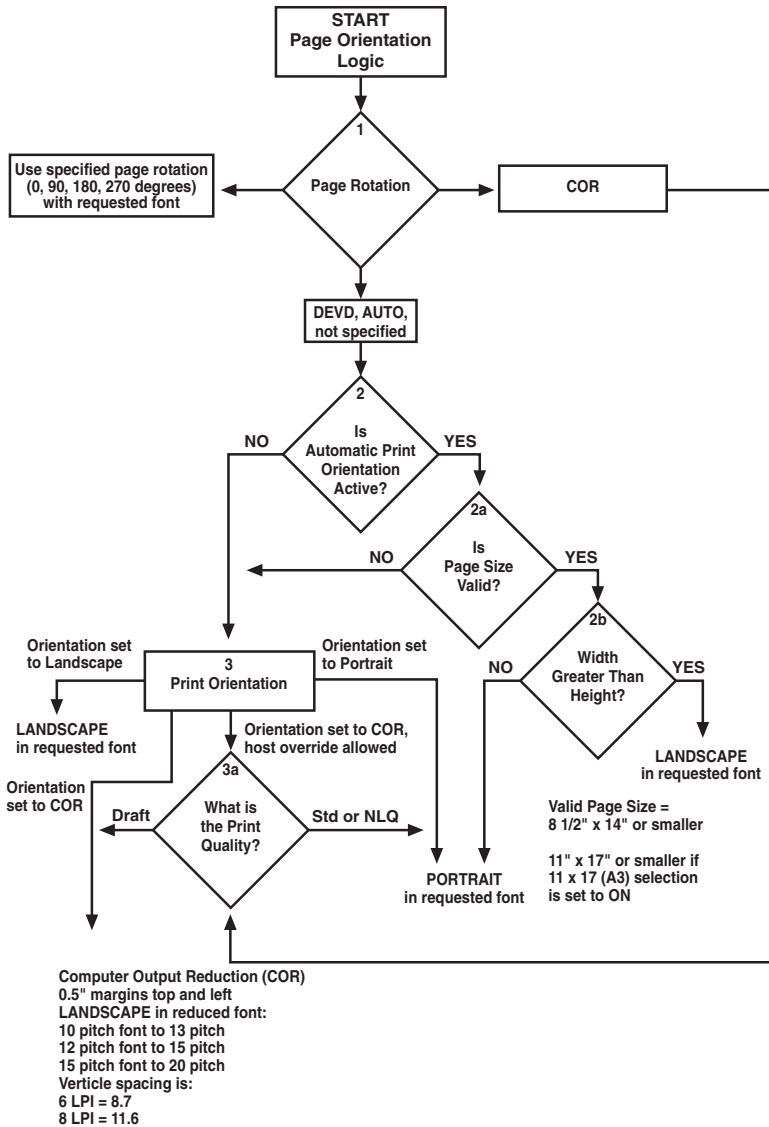 START
Page Orientation
Logic
1
Page Rotation
Use specified page rotation
(0, 90, 180, 270 degrees)
with requested font
COR
DEVD, AUTO,
not specified
2
Is
Automatic Print
Orientation
Active?
NO
YES
2a
Is
Page Size
Valid?
NO
YES
2b
Width
Greater Than
Height?
NO
YES
Orientation set
to Landscape
3
Print Orientation
Orientation set
to Portrait
LANDSCAPE
in requested font
Orientation set to COR,
host override allowed
LANDSCAPE
in requested font
Orientation
set to COR
3a
What is
the Print
Quality?
Draft
Std or NLQ
Valid Page Size =
8 1/2" x 14" or smaller
11" x 17" or smaller if
11 x 17 (A3) selection
is set to ON
PORTRAIT
in requested font
Computer Output Reduction (COR)
0.5" margins top and left
LANDSCAPE in reduced font:
10 pitch font to 13 pitch
12 pitch font to 15 pitch
15 pitch font to 20 pitch
Verticle spacing is:
6 LPI = 8.7
8 LPI = 11.6